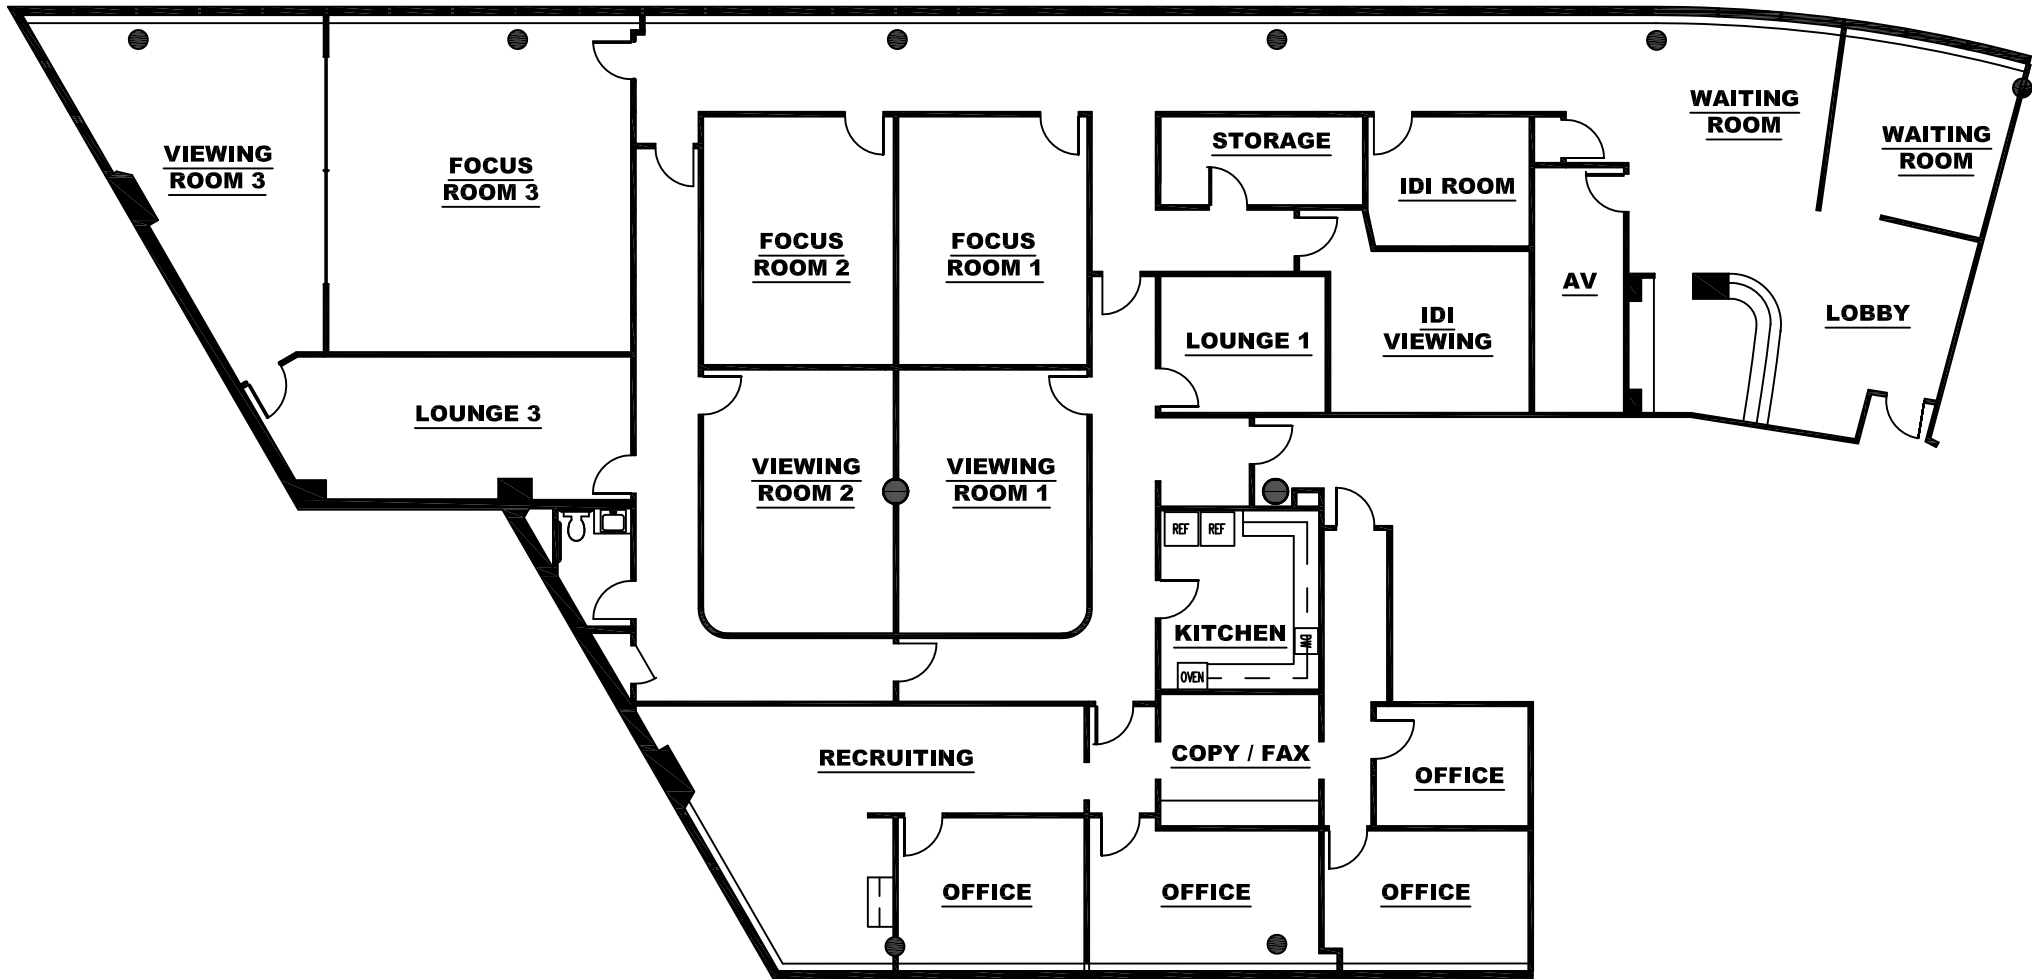 WAITING
ROOM
WAITING
ROOM
STORAGE
VIEWING
ROOM 3
FOCUS
ROOM 3
IDI ROOM
FOCUS
ROOM 2
FOCUS
ROOM 1
AV
LOBBY
IDI
VIEWING
LOUNGE 1
LOUNGE 3
VIEWING
ROOM 2
VIEWING
ROOM 1
REF
REF
KITCHEN
DW
OVEN
RECRUITING
COPY / FAX
OFFICE
OFFICE
OFFICE
OFFICE